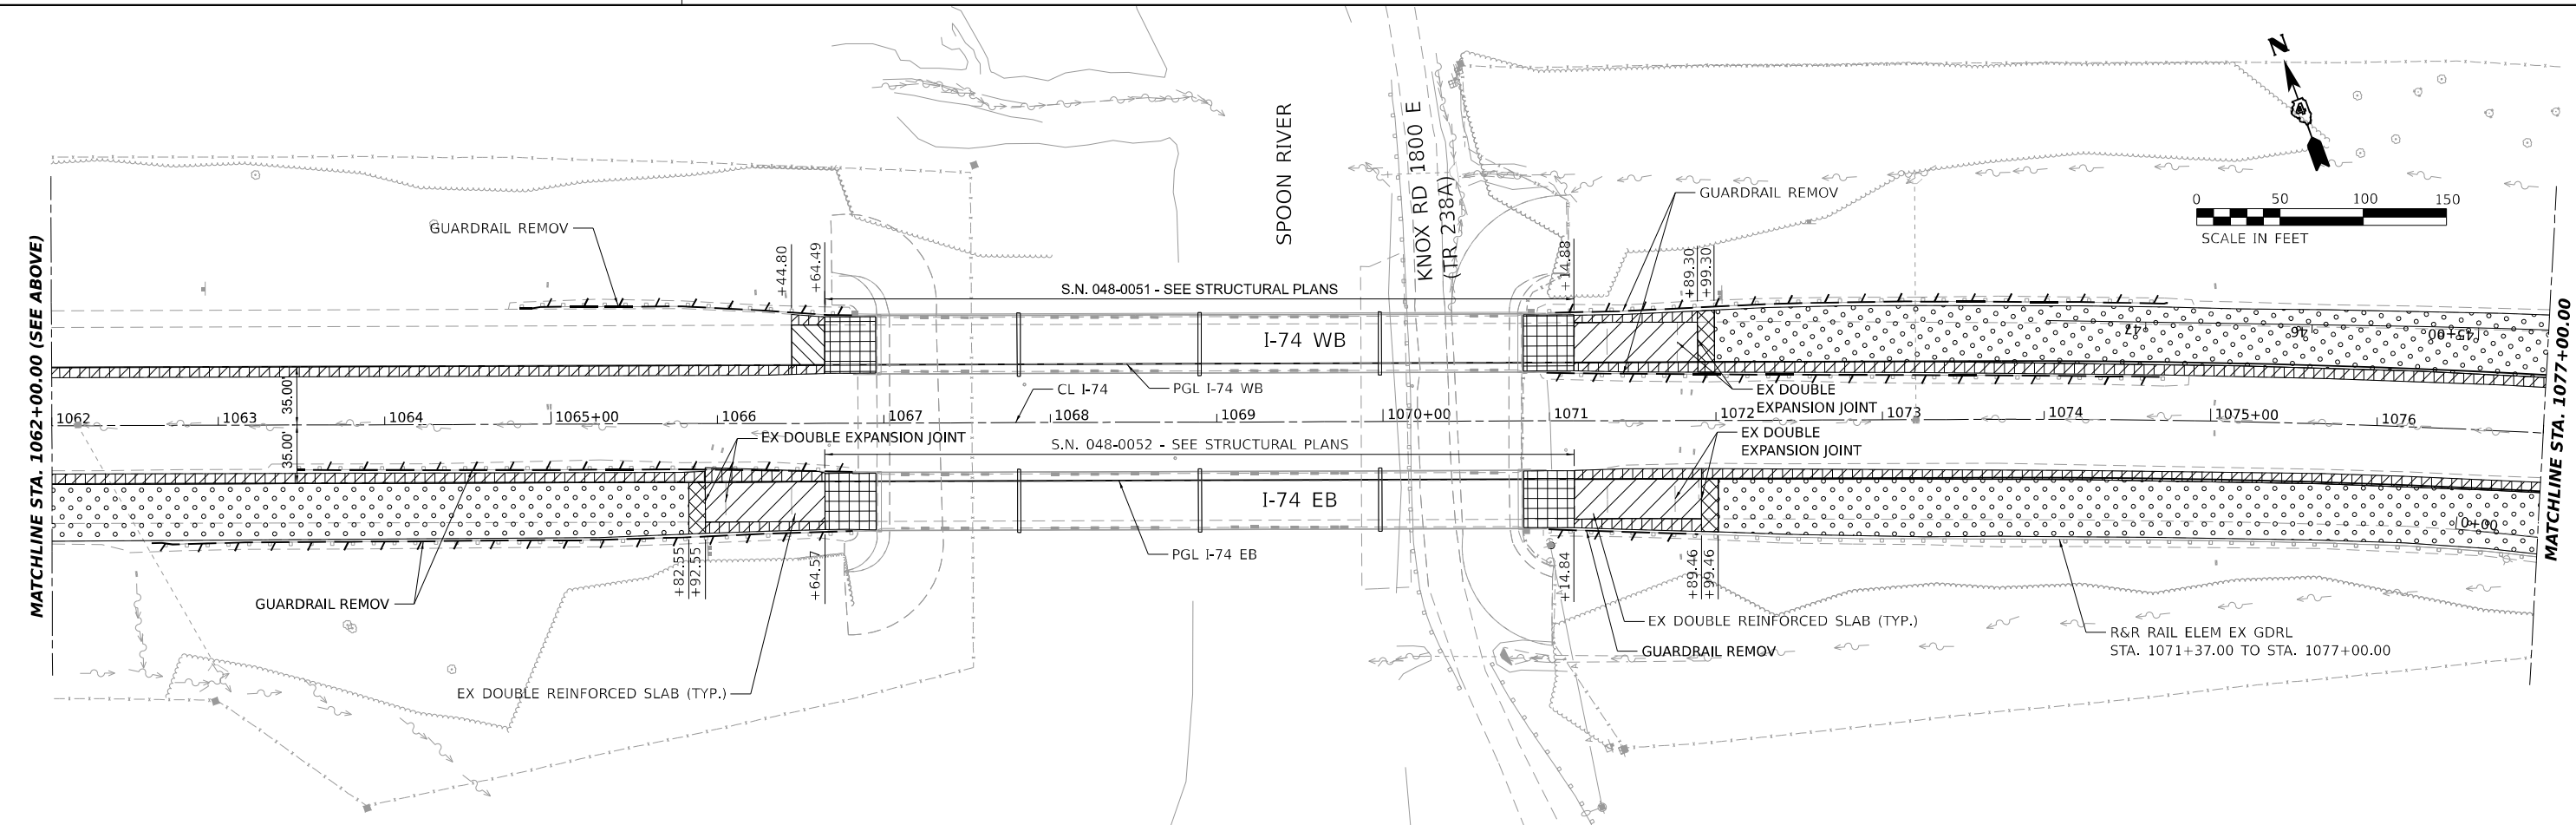 N
0 50 100 150
SCALE IN FEET
SPOON RIVER
KNOX RD 1800 E
(TR 238A)
MATCHLINE STA. 1062+00.00 (SEE ABOVE)
MATCHLINE STA. 1077+00.00
GUARDRAIL REMOV
GUARDRAIL REMOV
+44.80
+64.49
+14.88
+89.30
+99.30
S.N. 048-0051 - SEE STRUCTURAL PLANS
I-74 WB
147
146
145+00
35.00'
35.00'
CL I-74
PGL I-74 WB
EX DOUBLE
EXPANSION JOINT
1062 1063 1064 1065+00 1066 1067 1068 1069 1070+00 1071 1072 1073 1074 1075+00 1076
EX DOUBLE EXPANSION JOINT
S.N. 048-0052 - SEE STRUCTURAL PLANS
EX DOUBLE
EXPANSION JOINT
I-74 EB
10+00
PGL I-74 EB
+82.55
+92.55
+64.57
+14.84
+89.46
+99.46
GUARDRAIL REMOV
EX DOUBLE REINFORCED SLAB (TYP.)
GUARDRAIL REMOV
R&R RAIL ELEM EX GDRL
STA. 1071+37.00 TO STA. 1077+00.00
EX DOUBLE REINFORCED SLAB (TYP.)